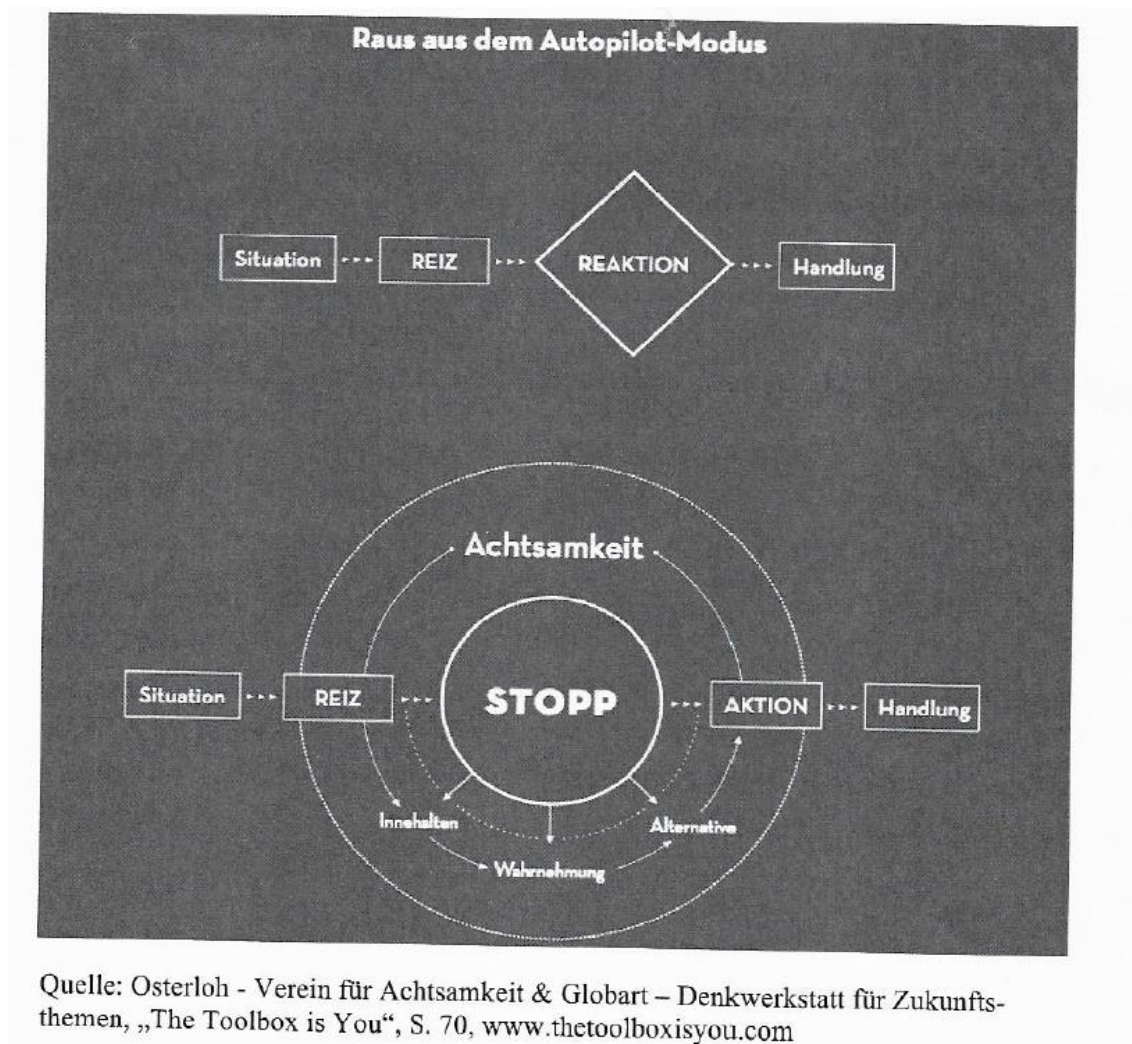 Raus aus dem Autopilot-Modus
Situation REIZ REAKTION Handlung
Achtsamkeit
Situation REIZ STOPP AKTION Handlung
Innehalten Alternative
Wahrnehmung
Quelle: Osterloh - Verein für Achtsamkeit & Globart – Denkwerkstatt für Zukunfts-
themen, „The Toolbox is You“, S. 70, www.thetoolboxisyou.com